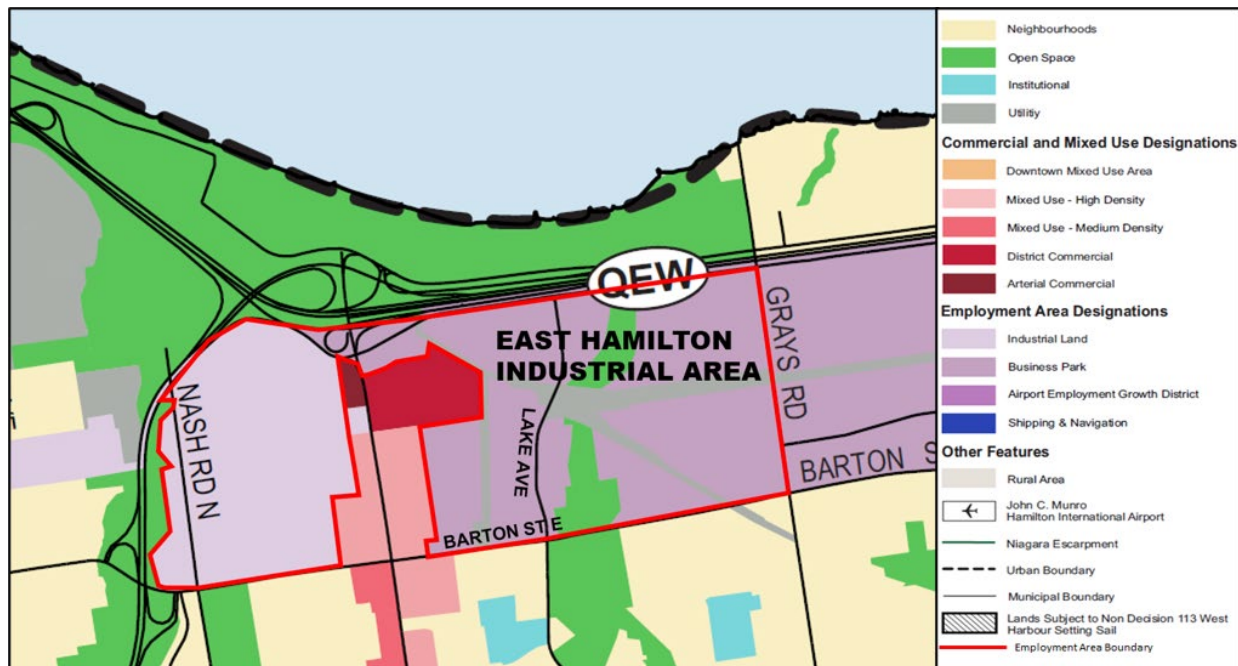 QEW
EAST HAMILTON
INDUSTRIAL AREA
GRAYS RD
NASH RD N
LAKE AVE
BARTON ST E
BARTON S
Neighbourhoods
Open Space
Institutional
Utilitiy
Commercial and Mixed Use Designations
Downtown Mixed Use Area
Mixed Use - High Density
Mixed Use - Medium Density
District Commercial
Arterial Commercial
Employment Area Designations
Industrial Land
Business Park
Airport Employment Growth District
Shipping & Navigation
Other Features
Rural Area
John C. Munro
Hamilton International Airport
Niagara Escarpment
Urban Boundary
Municipal Boundary
Lands Subject to Non Decision 113 West
Harbour Setting Sail
Employment Area Boundary